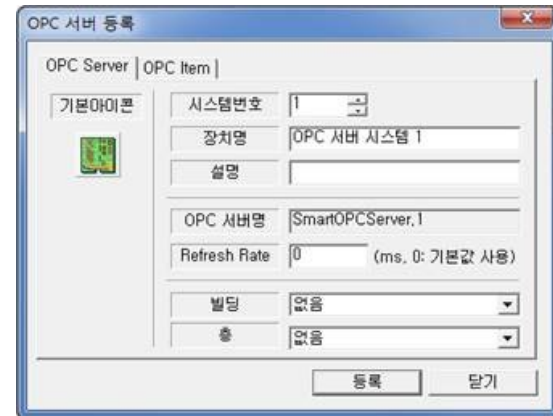 OPC 서버 등록
OPC Server OPC Item
기본아이콘
시스템번호 1
장치명 OPC 서버 시스템 1
설명
OPC 서버명 SmartOPCServer,1
Refresh Rate 0 (ms, 0: 기본값 사용)
빌딩 없음
층 없음
등록 닫기